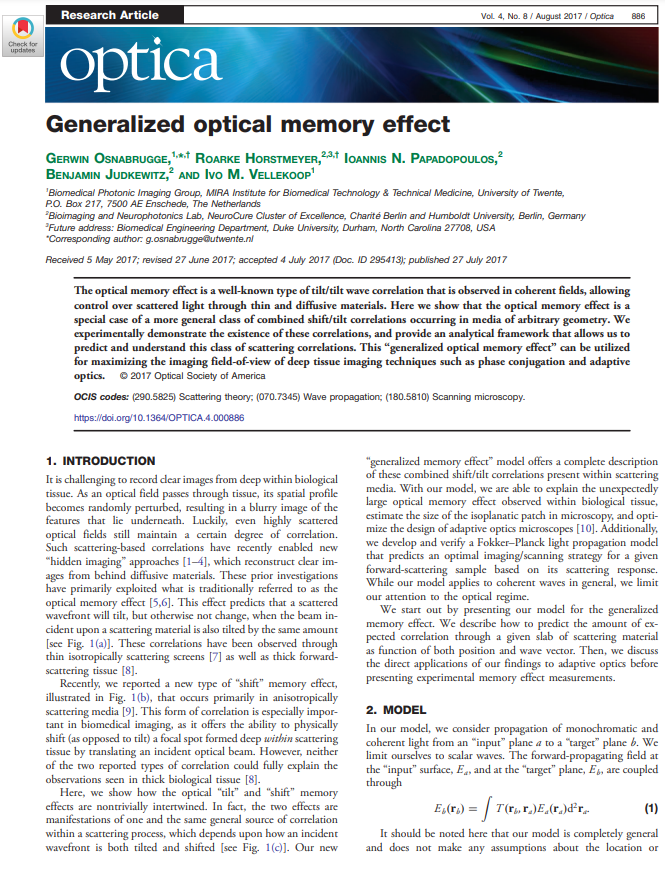 Check for
updates
Research Article
Vol. 4, No. 8 / August 2017 / Optica 886
optica
Generalized optical memory effect
GERWIN OSNABRUGGE,1,*,† ROARKE HORSTMEYER,2,3,† IOANNIS N. PAPADOPOULOS,2
BENJAMIN JUDKEWITZ,2 AND IVO M. VELLEKOOP1
1Biomedical Photonic Imaging Group, MIRA Institute for Biomedical Technology & Technical Medicine, University of Twente,
P.O. Box 217, 7500 AE Enschede, The Netherlands
2Bioimaging and Neurophotonics Lab, NeuroCure Cluster of Excellence, Charité Berlin and Humboldt University, Berlin, Germany
3Future address: Biomedical Engineering Department, Duke University, Durham, North Carolina 27708, USA
*Corresponding author: g.osnabrugge@utwente.nl
Received 5 May 2017; revised 27 June 2017; accepted 4 July 2017 (Doc. ID 295413); published 27 July 2017
The optical memory effect is a well-known type of tilt/tilt wave correlation that is observed in coherent fields, allowing
control over scattered light through thin and diffusive materials. Here we show that the optical memory effect is a
special case of a more general class of combined shift/tilt correlations occurring in media of arbitrary geometry. We
experimentally demonstrate the existence of these correlations, and provide an analytical framework that allows us to
predict and understand this class of scattering correlations. This “generalized optical memory effect” can be utilized
for maximizing the imaging field-of-view of deep tissue imaging techniques such as phase conjugation and adaptive
optics. © 2017 Optical Society of America
OCIS codes: (290.5825) Scattering theory; (070.7345) Wave propagation; (180.5810) Scanning microscopy.
https://doi.org/10.1364/OPTICA.4.000886
1. INTRODUCTION
It is challenging to record clear images from deep within biological
tissue. As an optical field passes through tissue, its spatial profile
becomes randomly perturbed, resulting in a blurry image of the
features that lie underneath. Luckily, even highly scattered
optical fields still maintain a certain degree of correlation.
Such scattering-based correlations have recently enabled new
“hidden imaging” approaches [1–4], which reconstruct clear im-
ages from behind diffusive materials. These prior investigations
have primarily exploited what is traditionally referred to as the
optical memory effect [5,6]. This effect predicts that a scattered
wavefront will tilt, but otherwise not change, when the beam in-
cident upon a scattering material is also tilted by the same amount
[see Fig. 1(a)]. These correlations have been observed through
thin isotropically scattering screens [7] as well as thick forward-
scattering tissue [8].
Recently, we reported a new type of “shift” memory effect,
illustrated in Fig. 1(b), that occurs primarily in anisotropically
scattering media [9]. This form of correlation is especially impor-
tant in biomedical imaging, as it offers the ability to physically
shift (as opposed to tilt) a focal spot formed deep within scattering
tissue by translating an incident optical beam. However, neither
of the two reported types of correlation could fully explain the
observations seen in thick biological tissue [8].
Here, we show how the optical “tilt” and “shift” memory
effects are nontrivially intertwined. In fact, the two effects are
manifestations of one and the same general source of correlation
within a scattering process, which depends upon how an incident
wavefront is both tilted and shifted [see Fig. 1(c)]. Our new
“generalized memory effect” model offers a complete description
of these combined shift/tilt correlations present within scattering
media. With our model, we are able to explain the unexpectedly
large optical memory effect observed within biological tissue,
estimate the size of the isoplanatic patch in microscopy, and opti-
mize the design of adaptive optics microscopes [10]. Additionally,
we develop and verify a Fokker–Planck light propagation model
that predicts an optimal imaging/scanning strategy for a given
forward-scattering sample based on its scattering response.
While our model applies to coherent waves in general, we limit
our attention to the optical regime.
We start out by presenting our model for the generalized
memory effect. We describe how to predict the amount of ex-
pected correlation through a given slab of scattering material
as function of both position and wave vector. Then, we discuss
the direct applications of our findings to adaptive optics before
presenting experimental memory effect measurements.
2. MODEL
In our model, we consider propagation of monochromatic and
coherent light from an “input” plane a to a “target” plane b. We
limit ourselves to scalar waves. The forward-propagating field at
the “input” surface, Ea, and at the “target” plane, Eb, are coupled
through
Eb(rb) = ∫ T(rb, ra)Ea(ra)d²ra. (1)
It should be noted here that our model is completely general
and does not make any assumptions about the location or